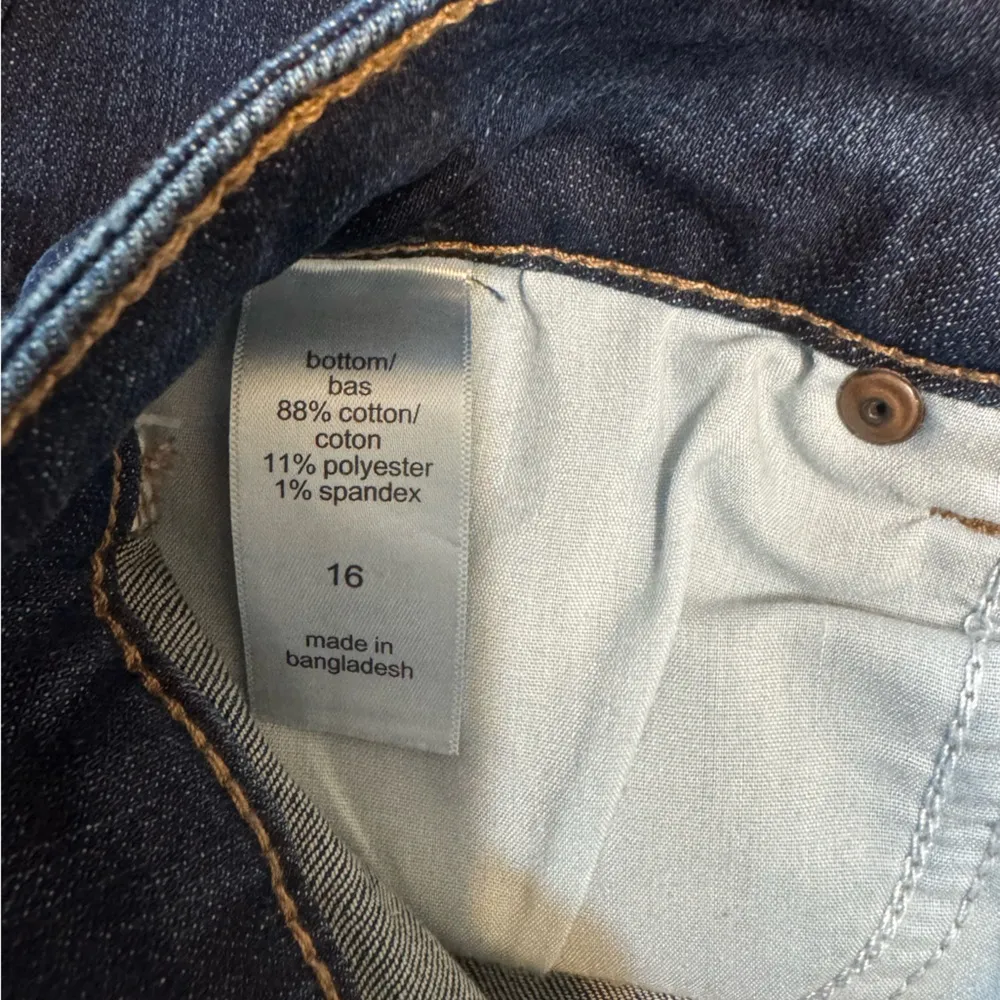 bottom/
bas
88% cotton/
coton
11% polyester
1% spandex
16
made in
bangladesh